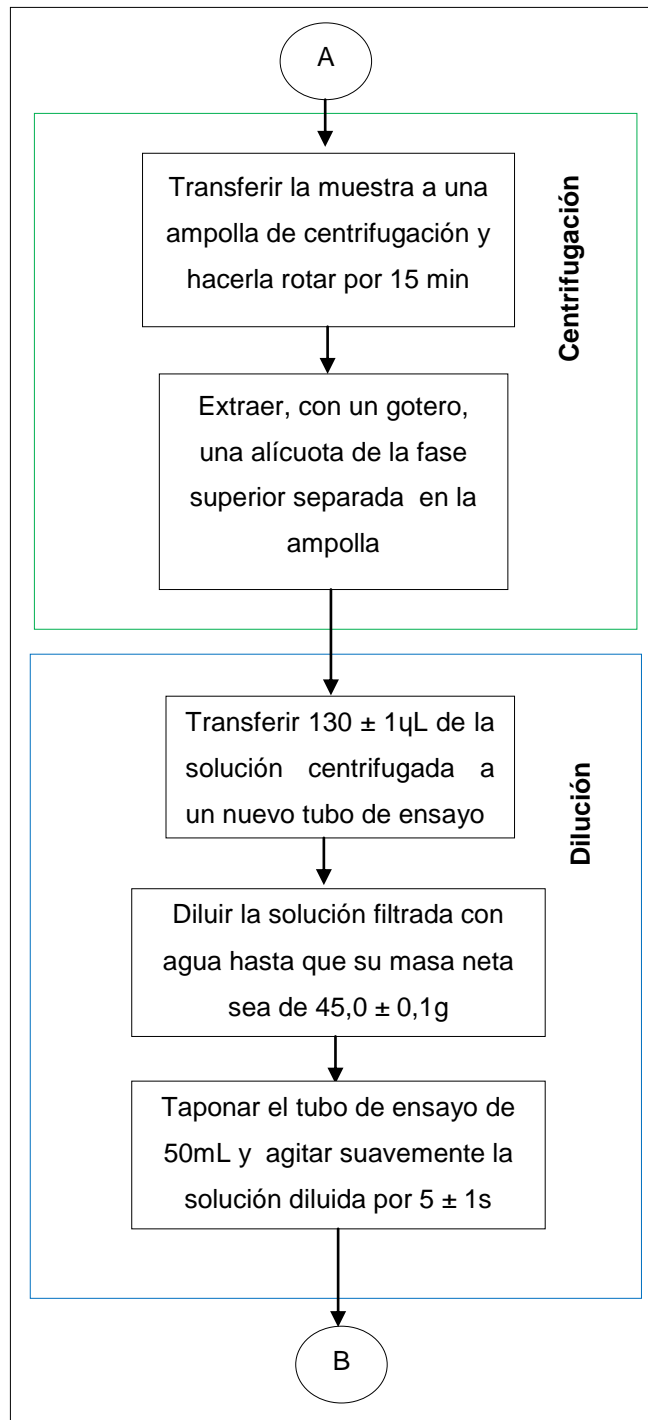 A
Transferir la muestra a una
ampolla de centrifugación y
hacerla rotar por 15 min
Centrifugación
Extraer, con un gotero,
una alícuota de la fase
superior separada en la
ampolla
Transferir 130 ± 1ɥL de la
solución centrifugada a
un nuevo tubo de ensayo
Dilución
Diluir la solución filtrada con
agua hasta que su masa neta
sea de 45,0 ± 0,1g
Taponar el tubo de ensayo de
50mL y agitar suavemente la
solución diluida por 5 ± 1s
B